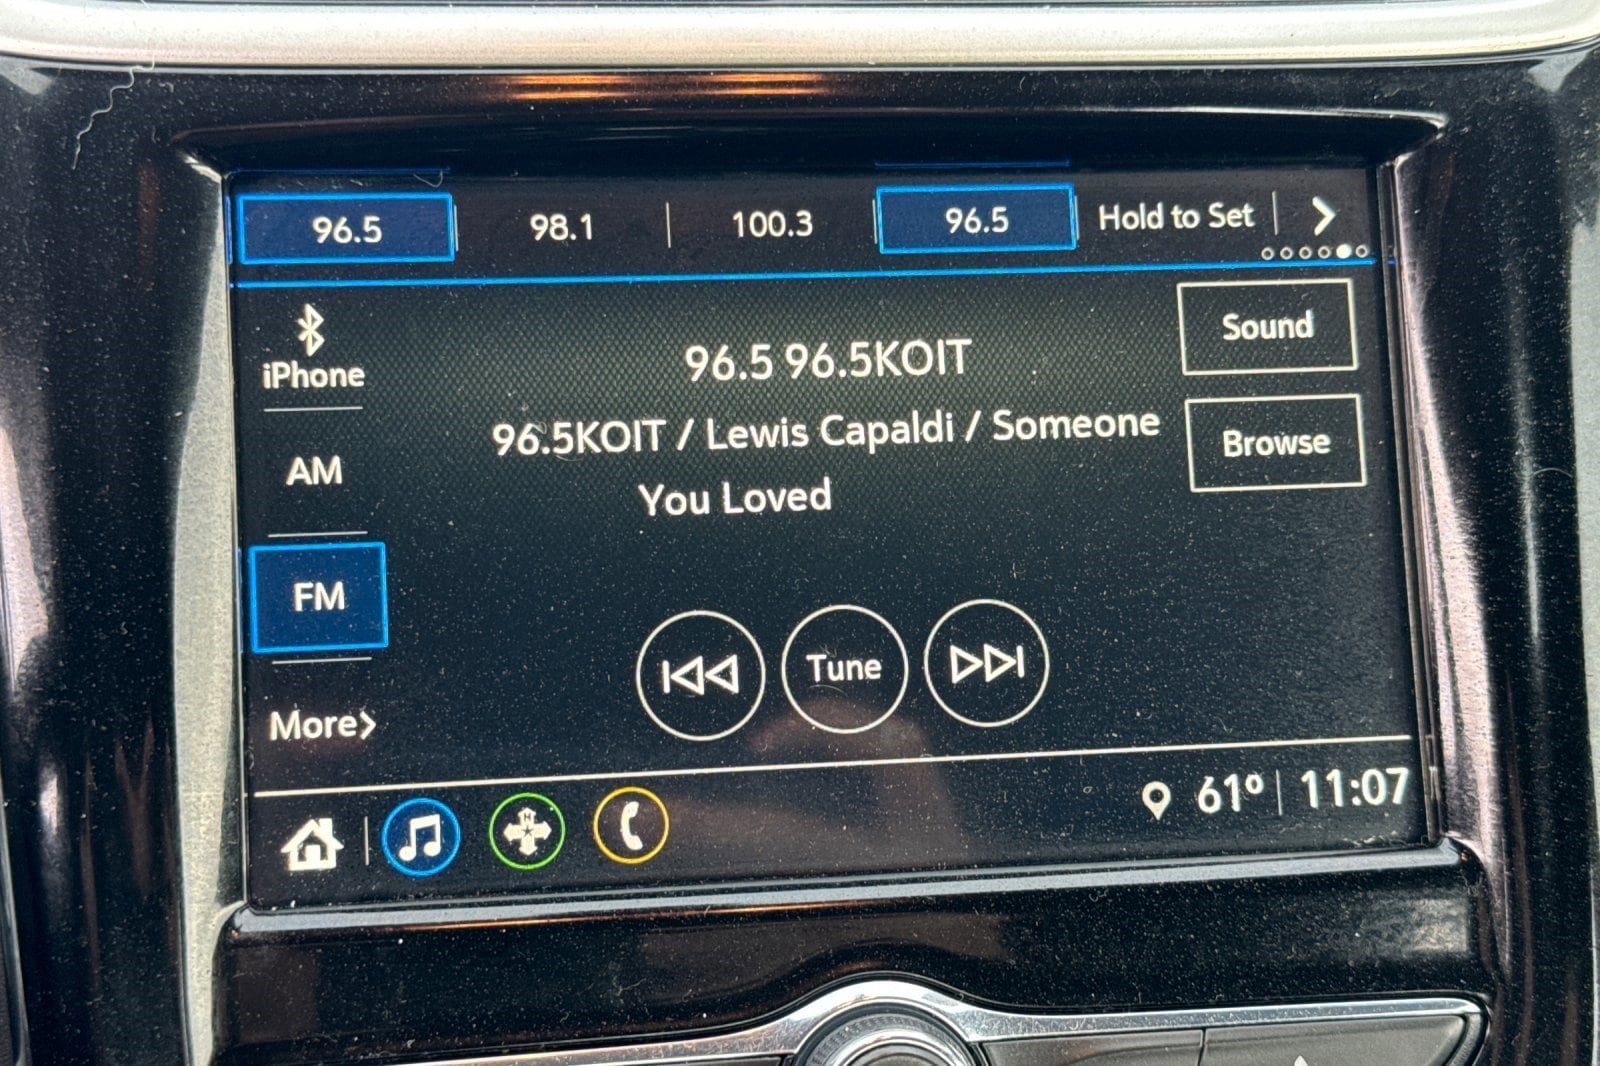 96.5 98.1 100.3 96.5 Hold to Set
iPhone
AM
FM
More>
96.5 96.5KOIT
96.5KOIT / Lewis Capaldi / Someone
You Loved
Sound
Browse
Tune
61° 11:07